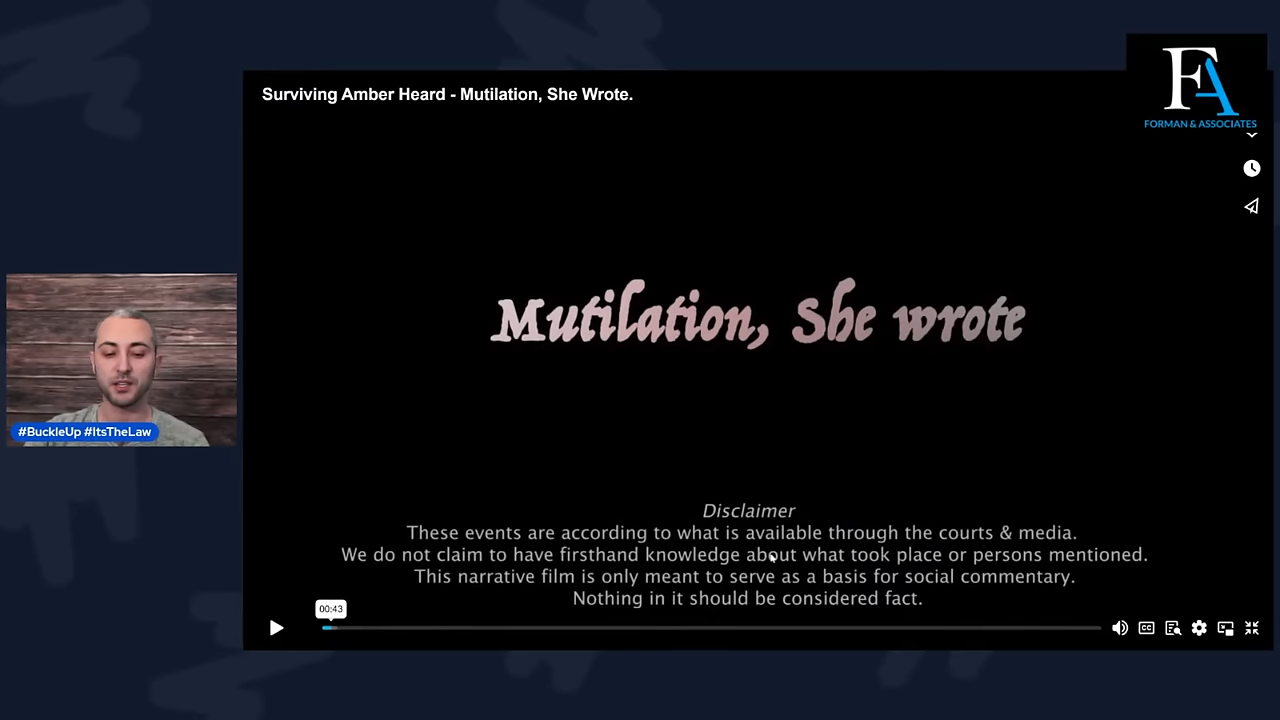 Surviving Amber Heard - Mutilation, She Wrote.
FA
FORMAN & ASSOCIATES
Mutilation, She wrote
#BuckleUp #ItsTheLaw
Disclaimer
These events are according to what is available through the courts & media.
We do not claim to have firsthand knowledge about what took place or persons mentioned.
This narrative film is only meant to serve as a basis for social commentary.
Nothing in it should be considered fact.
00:43
CC